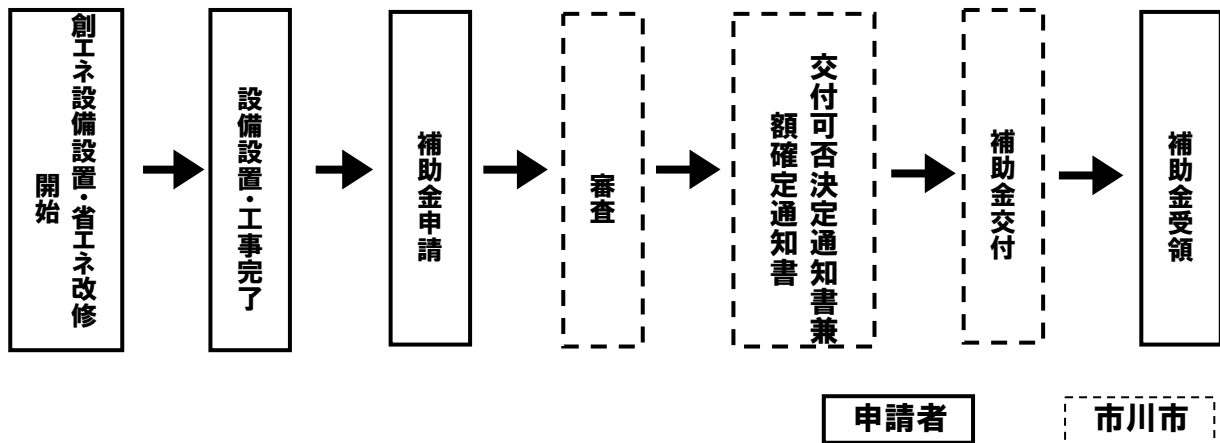 創エネ設備設置・省エネ改修
開始
設備設置・工事完了
補助金申請
審査
交付可否決定通知書兼
額確定通知書
補助金交付
補助金受領
申請者
市川市